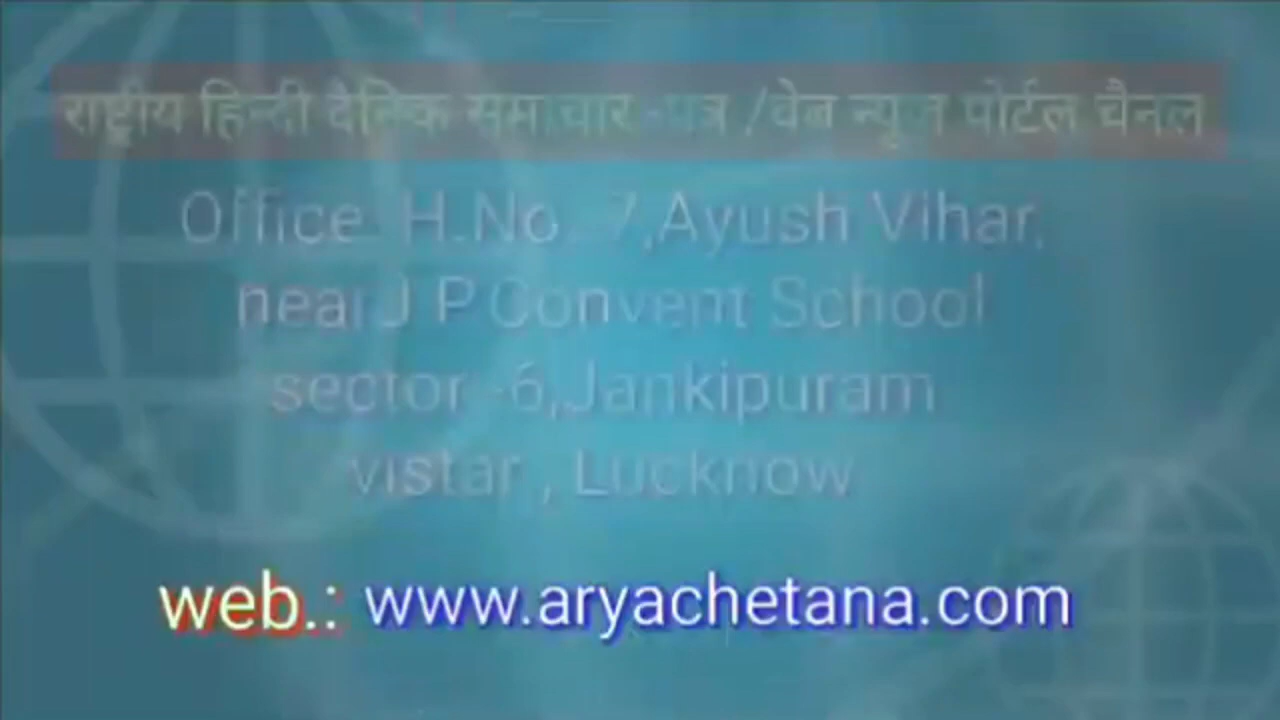 राष्ट्रीय हिन्दी दैनिक समाचार -पत्र /वेब न्यूज पोर्टल चैनल
Office H.No. 7,Ayush Vihar,
near J P Convent School
sector -6,Jankipuram
vistar , Lucknow
web.: www.aryachetana.com